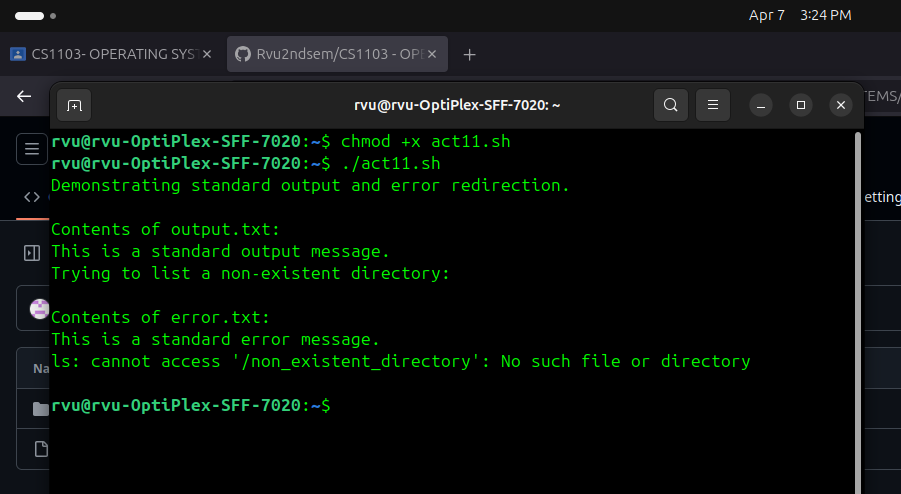 Apr 7 3:24 PM
CS1103- OPERATING SYST
Rvu2ndsem/CS1103 - OPE
rvu@rvu-OptiPlex-SFF-7020: ~
TEMS/
rvu@rvu-OptiPlex-SFF-7020:~$ chmod +x act11.sh
rvu@rvu-OptiPlex-SFF-7020:~$ ./act11.sh
Demonstrating standard output and error redirection.
etting
Contents of output.txt:
This is a standard output message.
Trying to list a non-existent directory:
Contents of error.txt:
This is a standard error message.
ls: cannot access '/non_existent_directory': No such file or directory
Na
rvu@rvu-OptiPlex-SFF-7020:~$